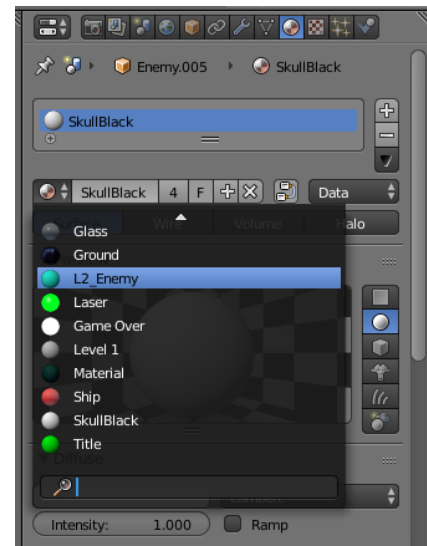 Enemy.005 SkullBlack
SkullBlack
SkullBlack 4 F Data
Wire Volume Halo
Glass
Ground
L2_Enemy
Laser
Game Over
Level 1
Material
Ship
SkullBlack
Title
Diffuse
Lambert
Intensity: 1.000 Ramp